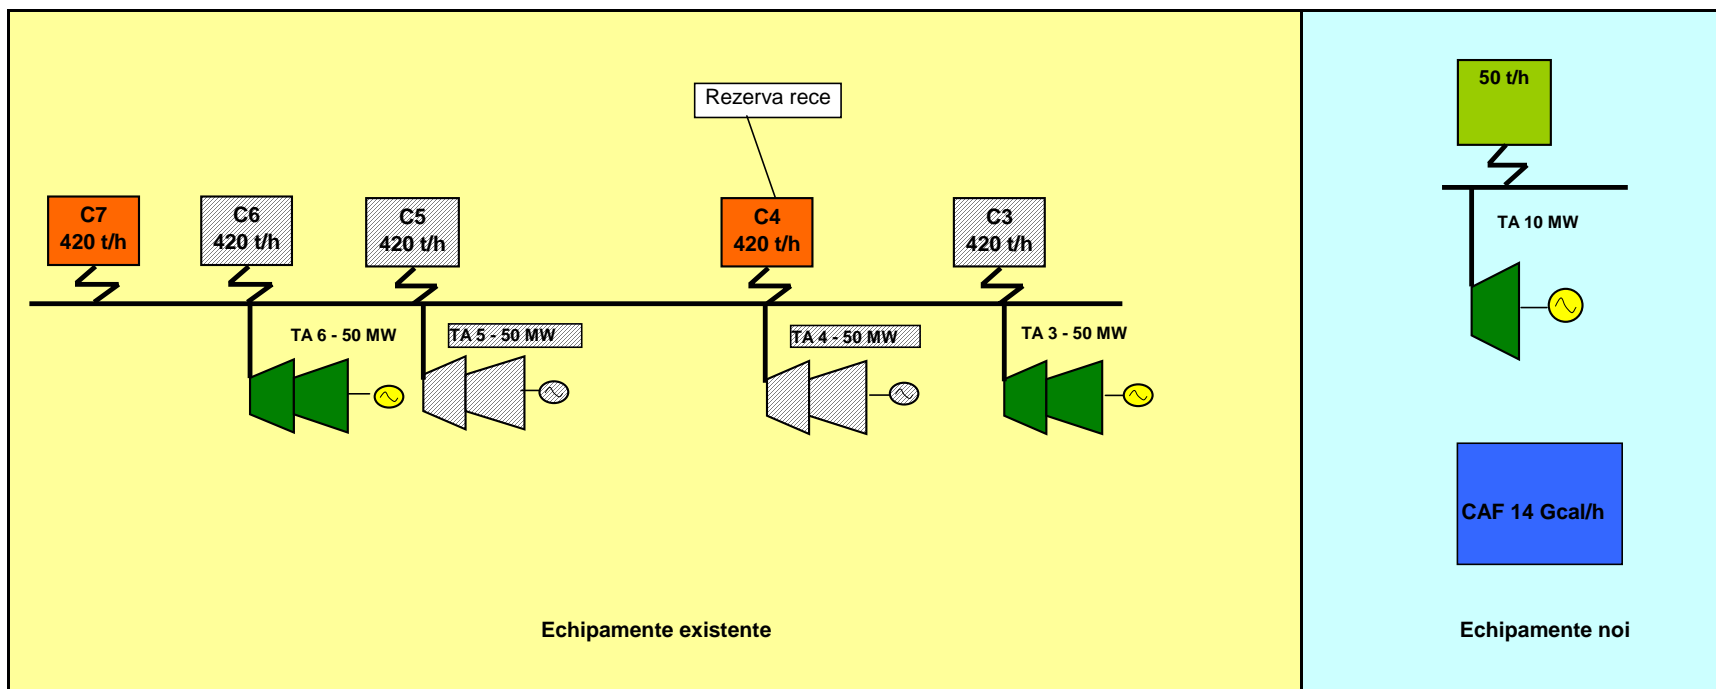 50 t/h
Rezerva rece
C7
420 t/h
C6
420 t/h
C5
420 t/h
C4
420 t/h
C3
420 t/h
TA 10 MW
TA 6 - 50 MW
TA 5 - 50 MW
TA 4 - 50 MW
TA 3 - 50 MW
CAF 14 Gcal/h
Echipamente existente
Echipamente noi